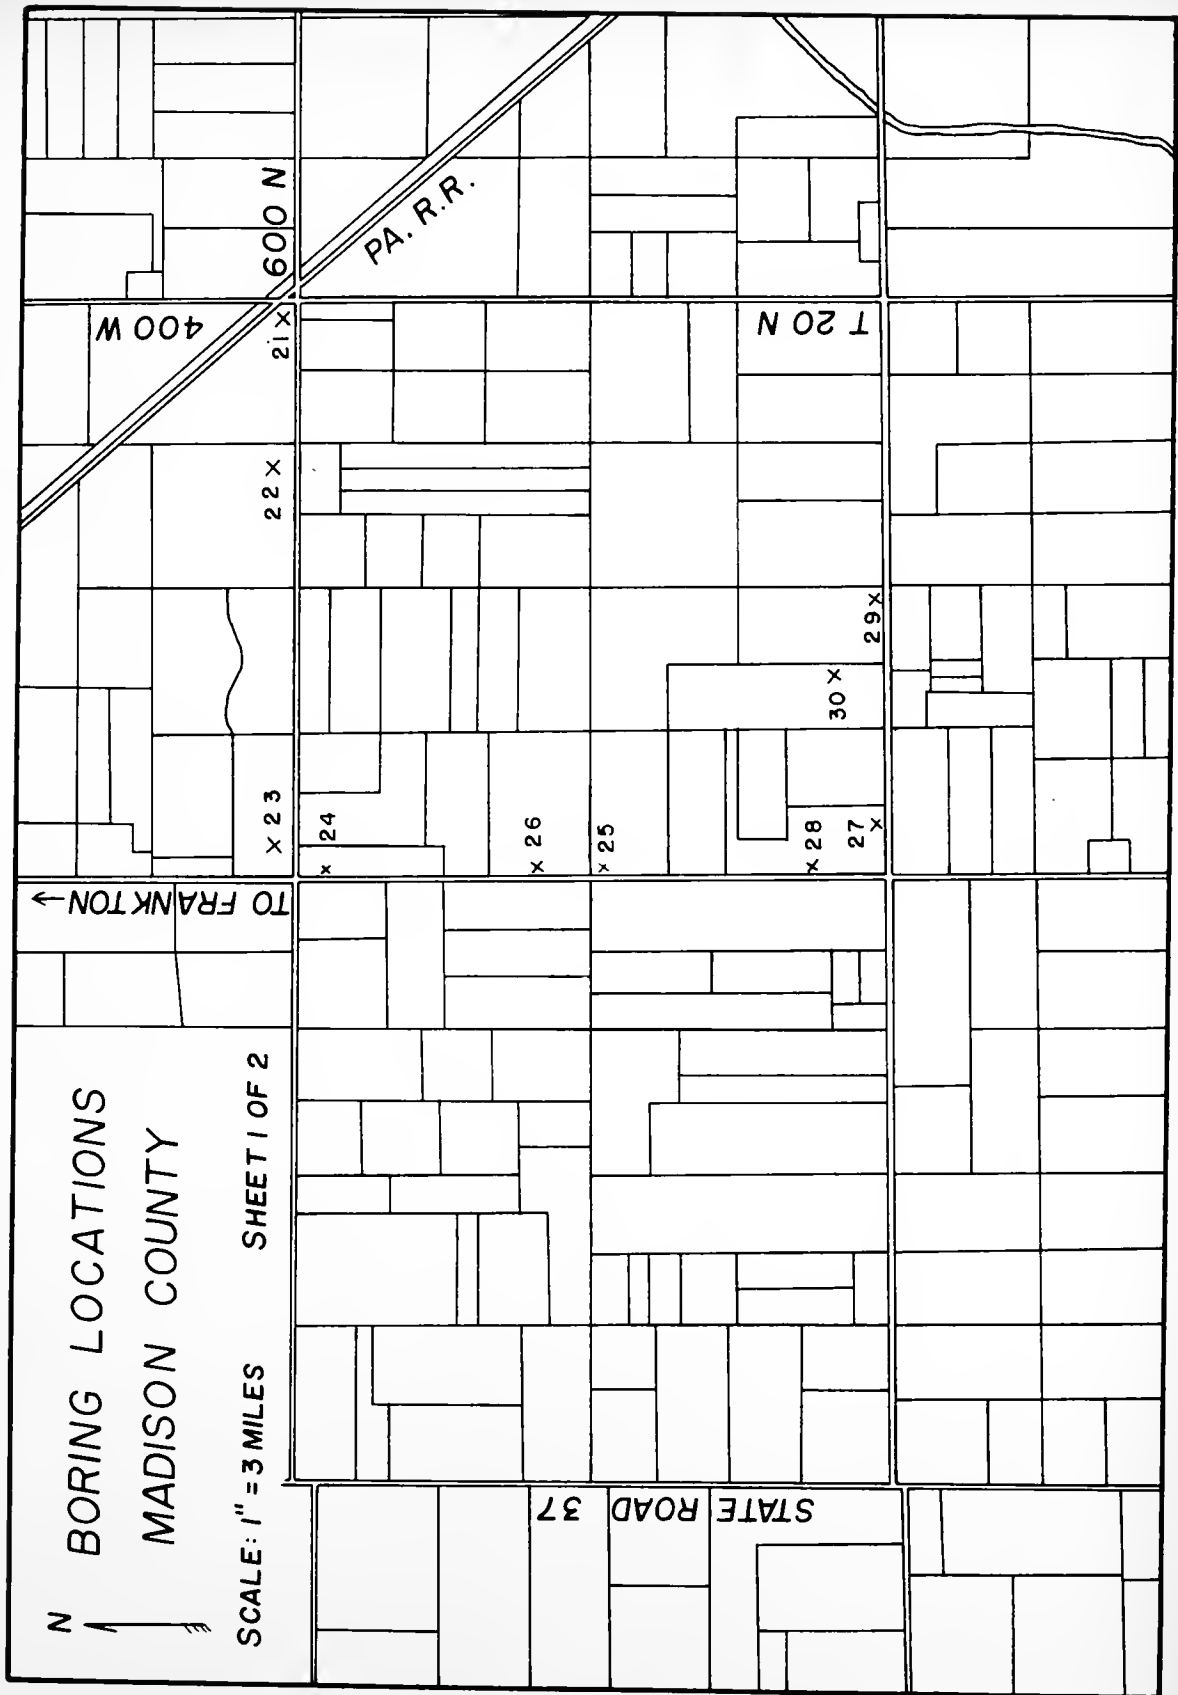 BORING LOCATIONS
MADISON COUNTY
SCALE: 1" = 3 MILES SHEET 1 OF 2
N
TO FRANKTON →
400 W
600 N
PA. R.R.
T 20 N
STATE ROAD 37
21 X
22 X
X 23
X 24
X 26
X 25
X 28
27 X
29 X
30 X